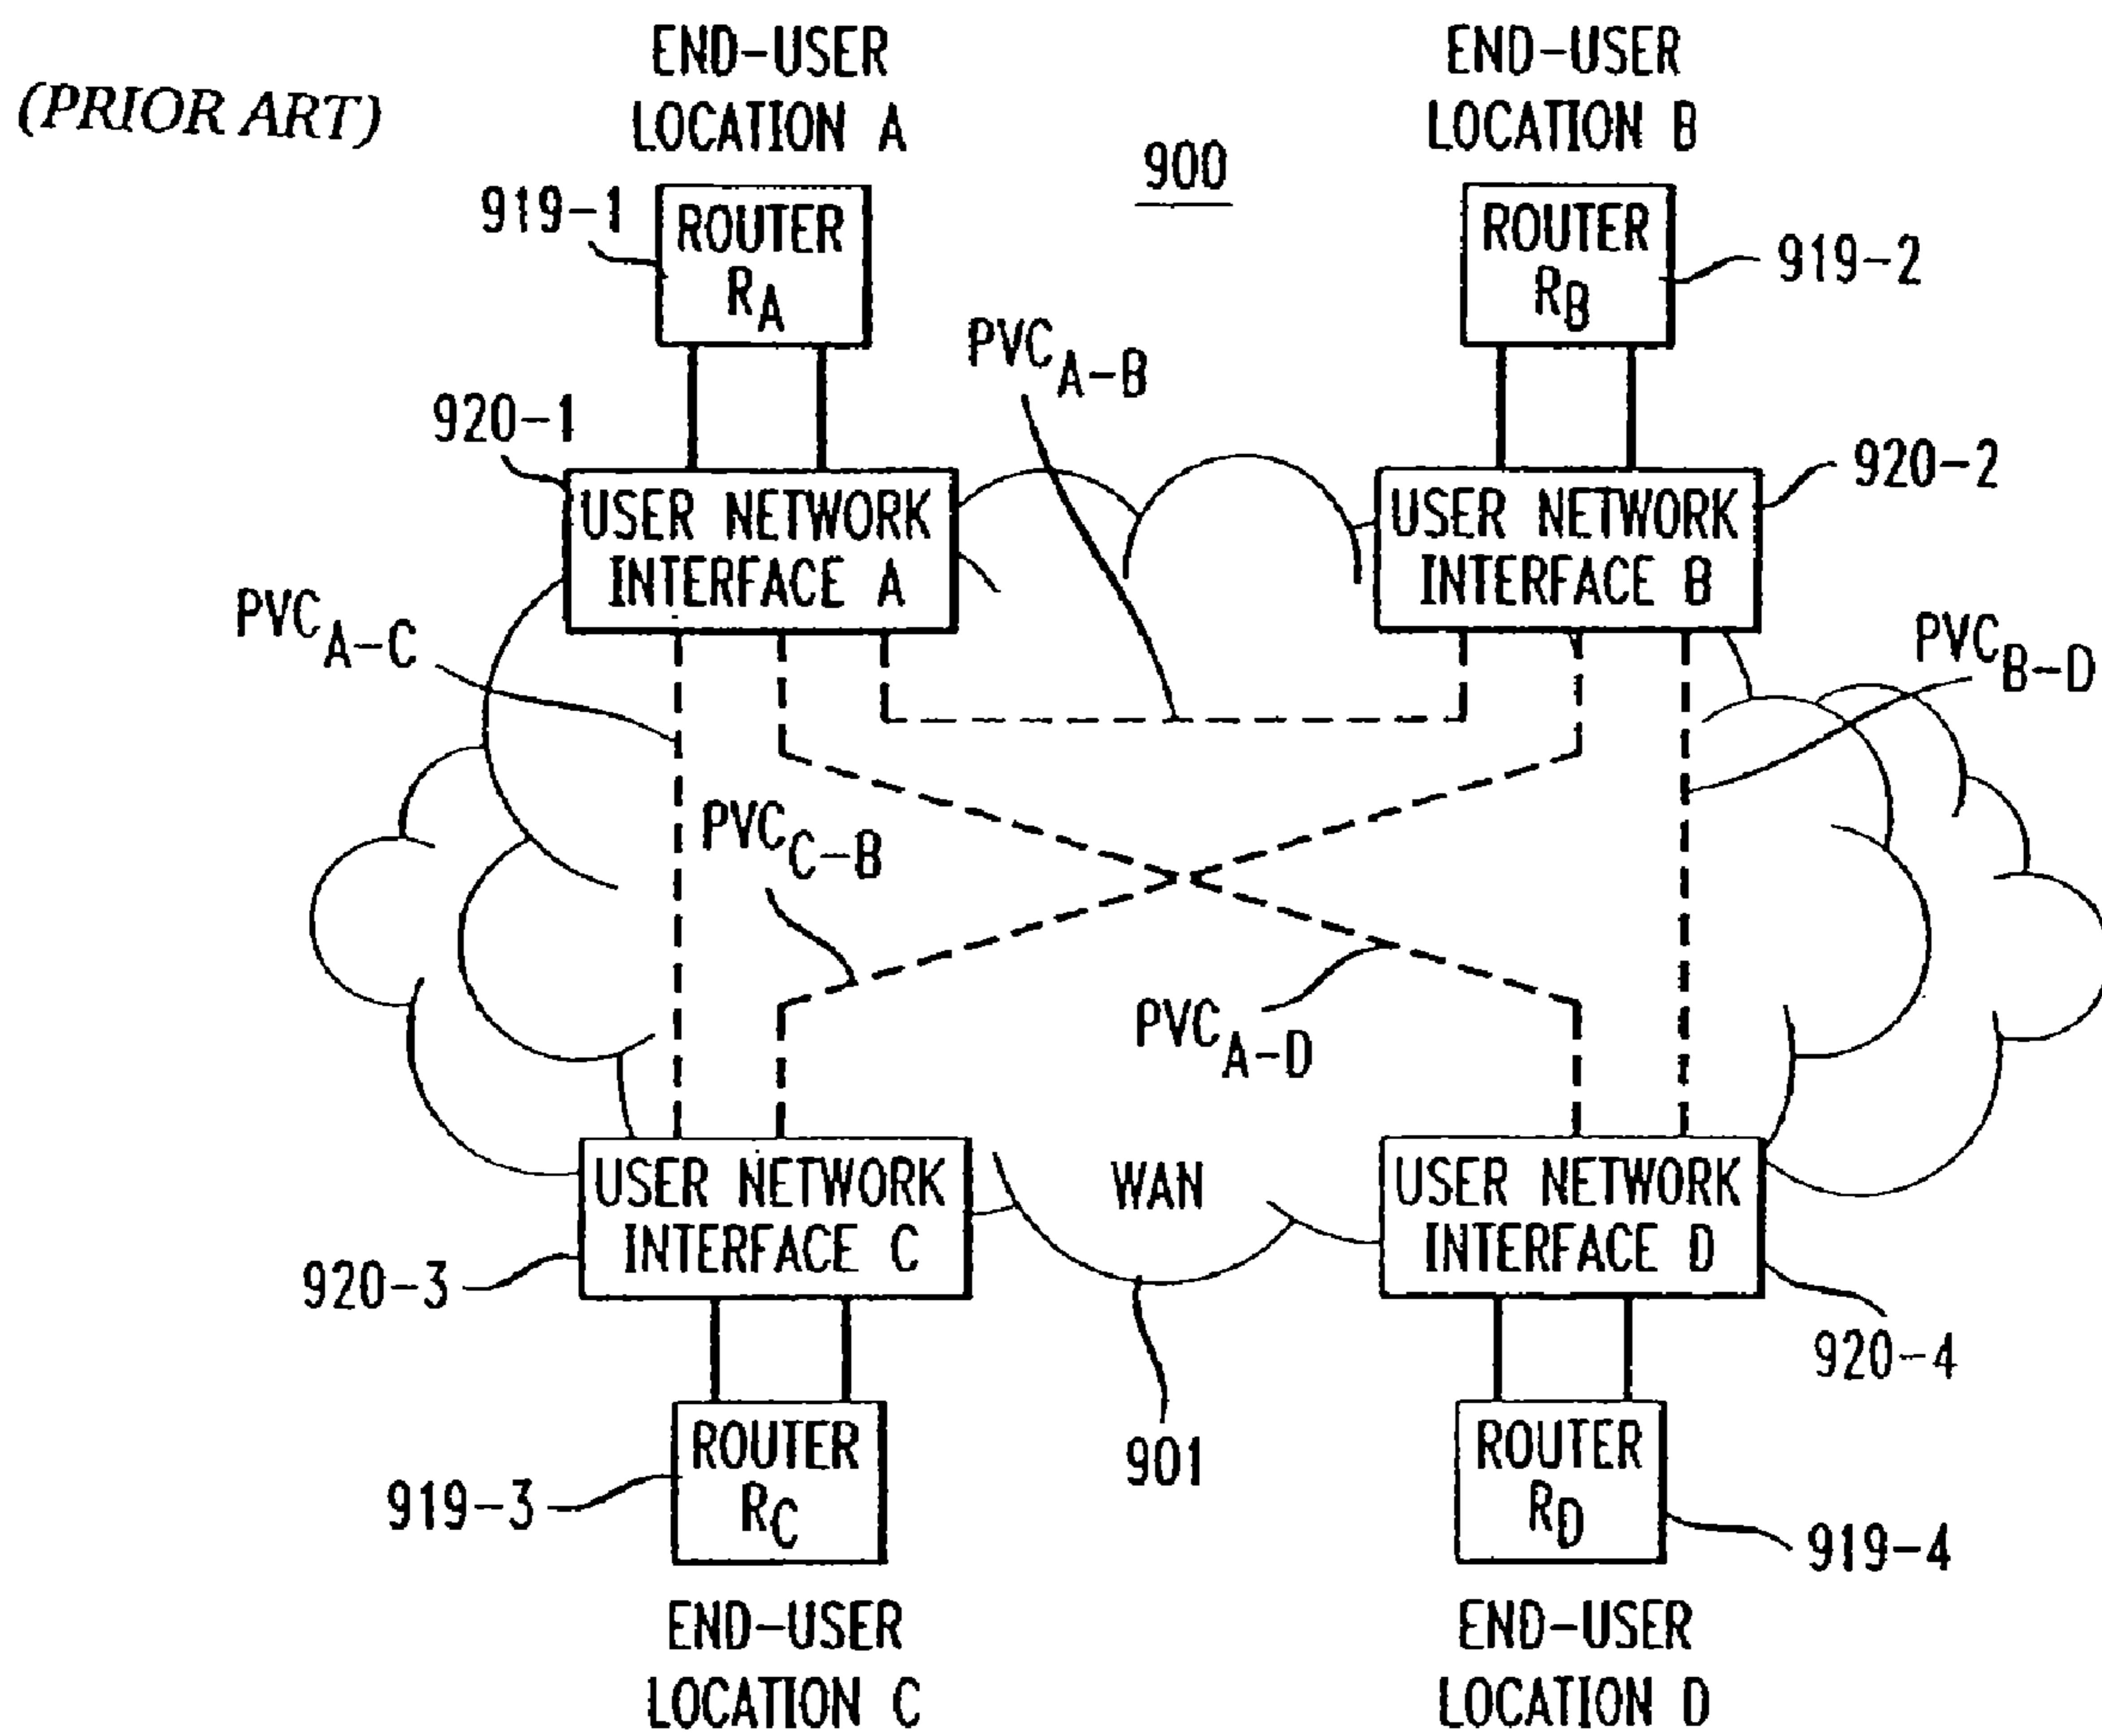 (PRIOR ART)
END-USER
LOCATION A
END-USER
LOCATION B
900
919-1
ROUTER
RA
ROUTER
RB
919-2
PVCA-B
920-1
USER NETWORK
INTERFACE A
USER NETWORK
INTERFACE B
920-2
PVCA-C
PVCB-D
PVCC-B
PVCA-D
USER NETWORK
INTERFACE C
WAN
USER NETWORK
INTERFACE D
920-3
920-4
901
ROUTER
RC
919-3
ROUTER
RD
919-4
END-USER
LOCATION C
END-USER
LOCATION D